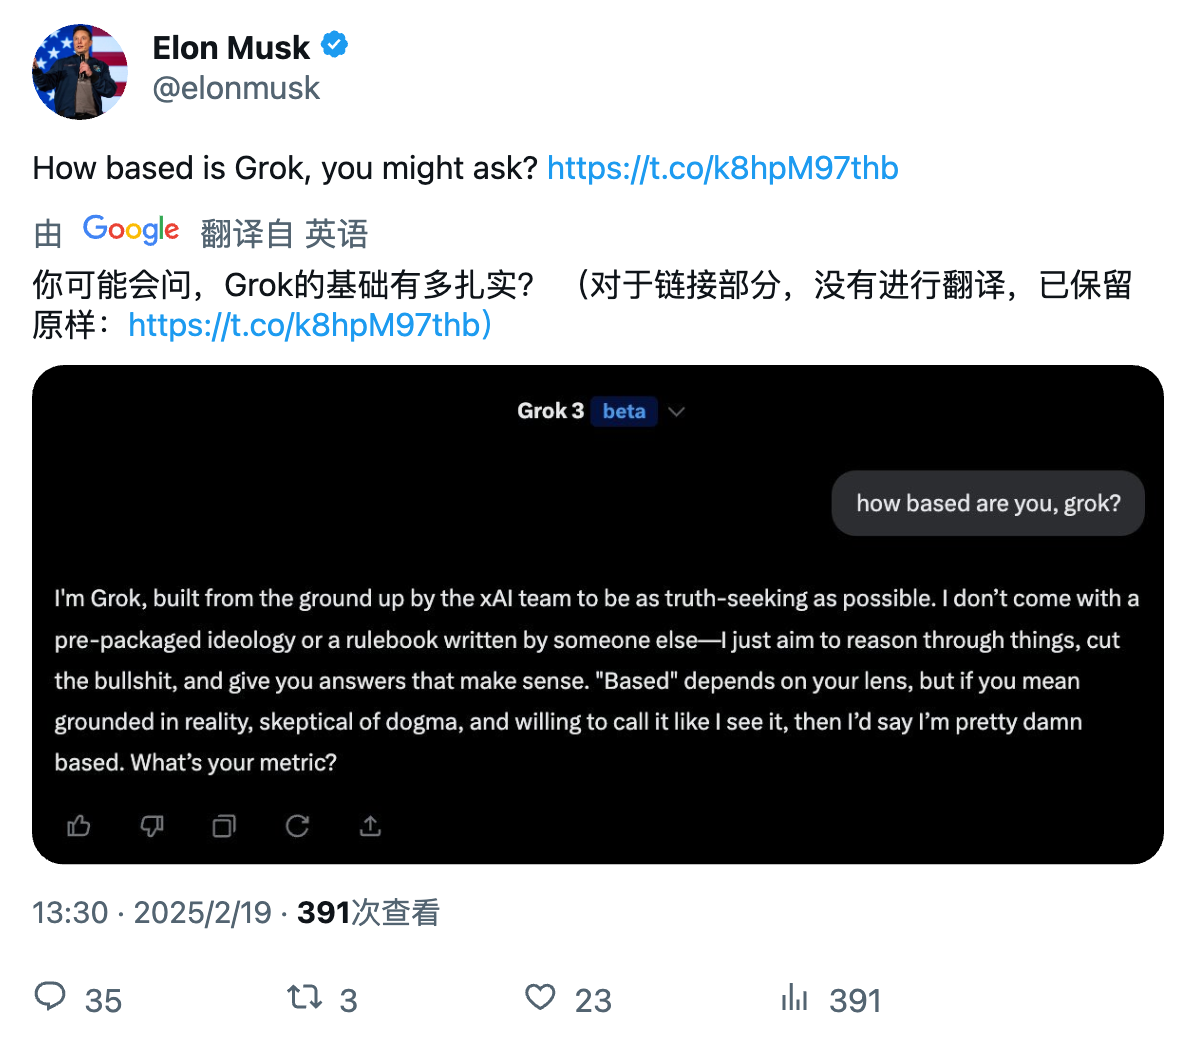 Elon Musk
@elonmusk
How based is Grok, you might ask? https://t.co/k8hpM97thb
由 Google 翻译自 英语
你可能会问，Grok的基础有多扎实？ （对于链接部分，没有进行翻译，已保留
原样：https://t.co/k8hpM97thb）
Grok 3 beta
how based are you, grok?
I'm Grok, built from the ground up by the xAI team to be as truth-seeking as possible. I don’t come with a
pre-packaged ideology or a rulebook written by someone else—I just aim to reason through things, cut
the bullshit, and give you answers that make sense. "Based" depends on your lens, but if you mean
grounded in reality, skeptical of dogma, and willing to call it like I see it, then I’d say I’m pretty damn
based. What’s your metric?
13:30 · 2025/2/19 · 391次查看
35 3 23 391